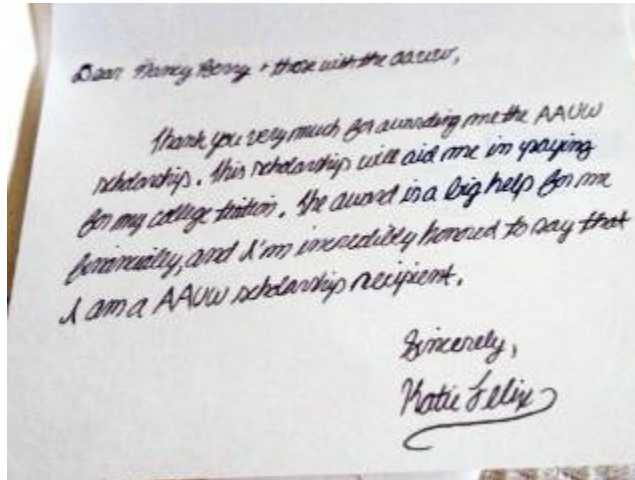 Dear Nancy Berry + those with the aauw,
Thank you very much for awarding me the AAUW
scholarship. This scholarship will aid me in paying
for my college tuition. The award is a big help for me
financially, and I'm incredibly honored to say that
I am a AAUW scholarship recipient.
Sincerely,
Katie Felix